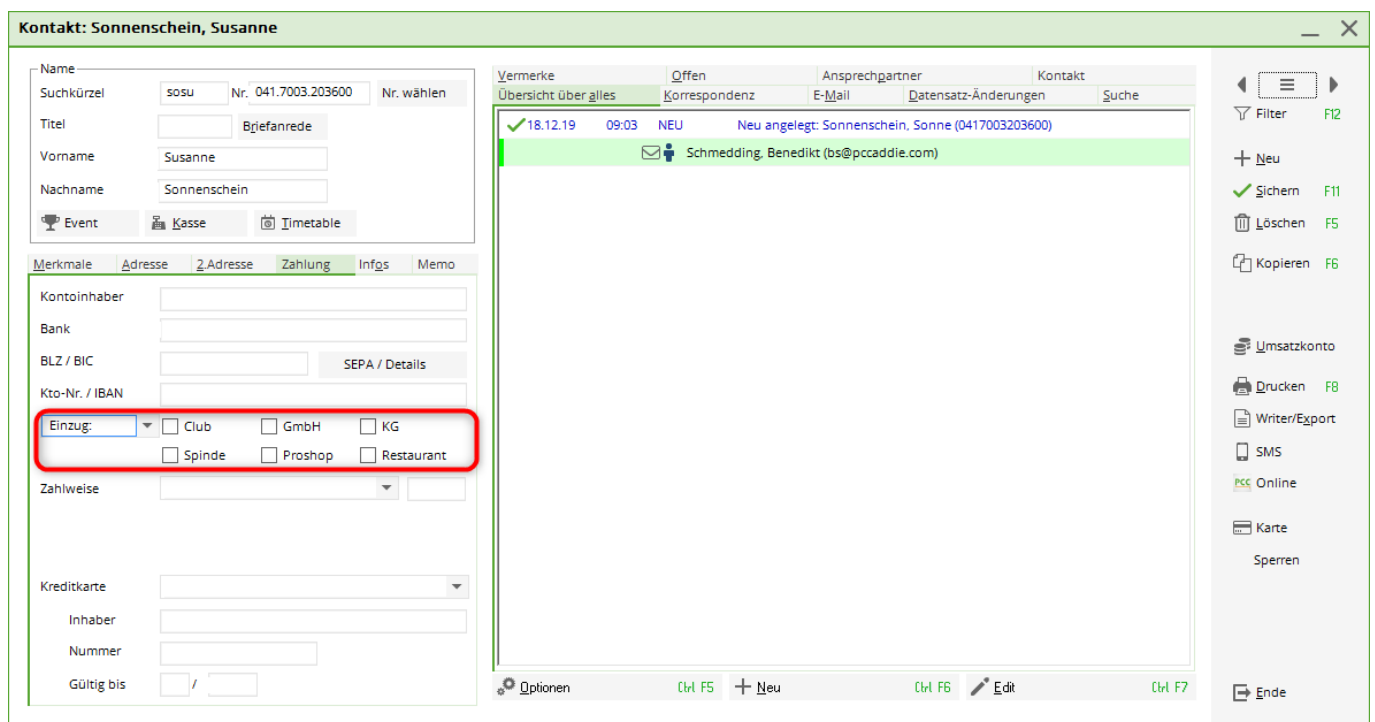 Kontakt: Sonnenschein, Susanne
Name
Suchkürzel sosu Nr. 041.7003.203600 Nr. wählen
Titel Briefanrede
Vorname Susanne
Nachname Sonnenschein
Event Kasse Timetable
Merkmale Adresse 2.Adresse Zahlung Infos Memo
Kontoinhaber
Bank
BLZ / BIC SEPA / Details
Kto-Nr. / IBAN
Einzug: Club GmbH KG
Spinde Proshop Restaurant
Zahlweise
Kreditkarte
Inhaber
Nummer
Gültig bis /
Vermerke Offen Ansprechpartner Kontakt
Übersicht über alles Korrespondenz E-Mail Datensatz-Änderungen Suche
18.12.19 09:03 NEU Neu angelegt: Sonnenschein, Sonne (0417003203600)
Schmedding, Benedikt (bs@pccaddie.com)
Optionen Ctrl F5 Neu Ctrl F6 Edit Ctrl F7
Filter F12
Neu
Sichern F11
Löschen F5
Kopieren F6
Umsatzkonto
Drucken F8
Writer/Export
SMS
PCC Online
Karte
Sperren
Ende